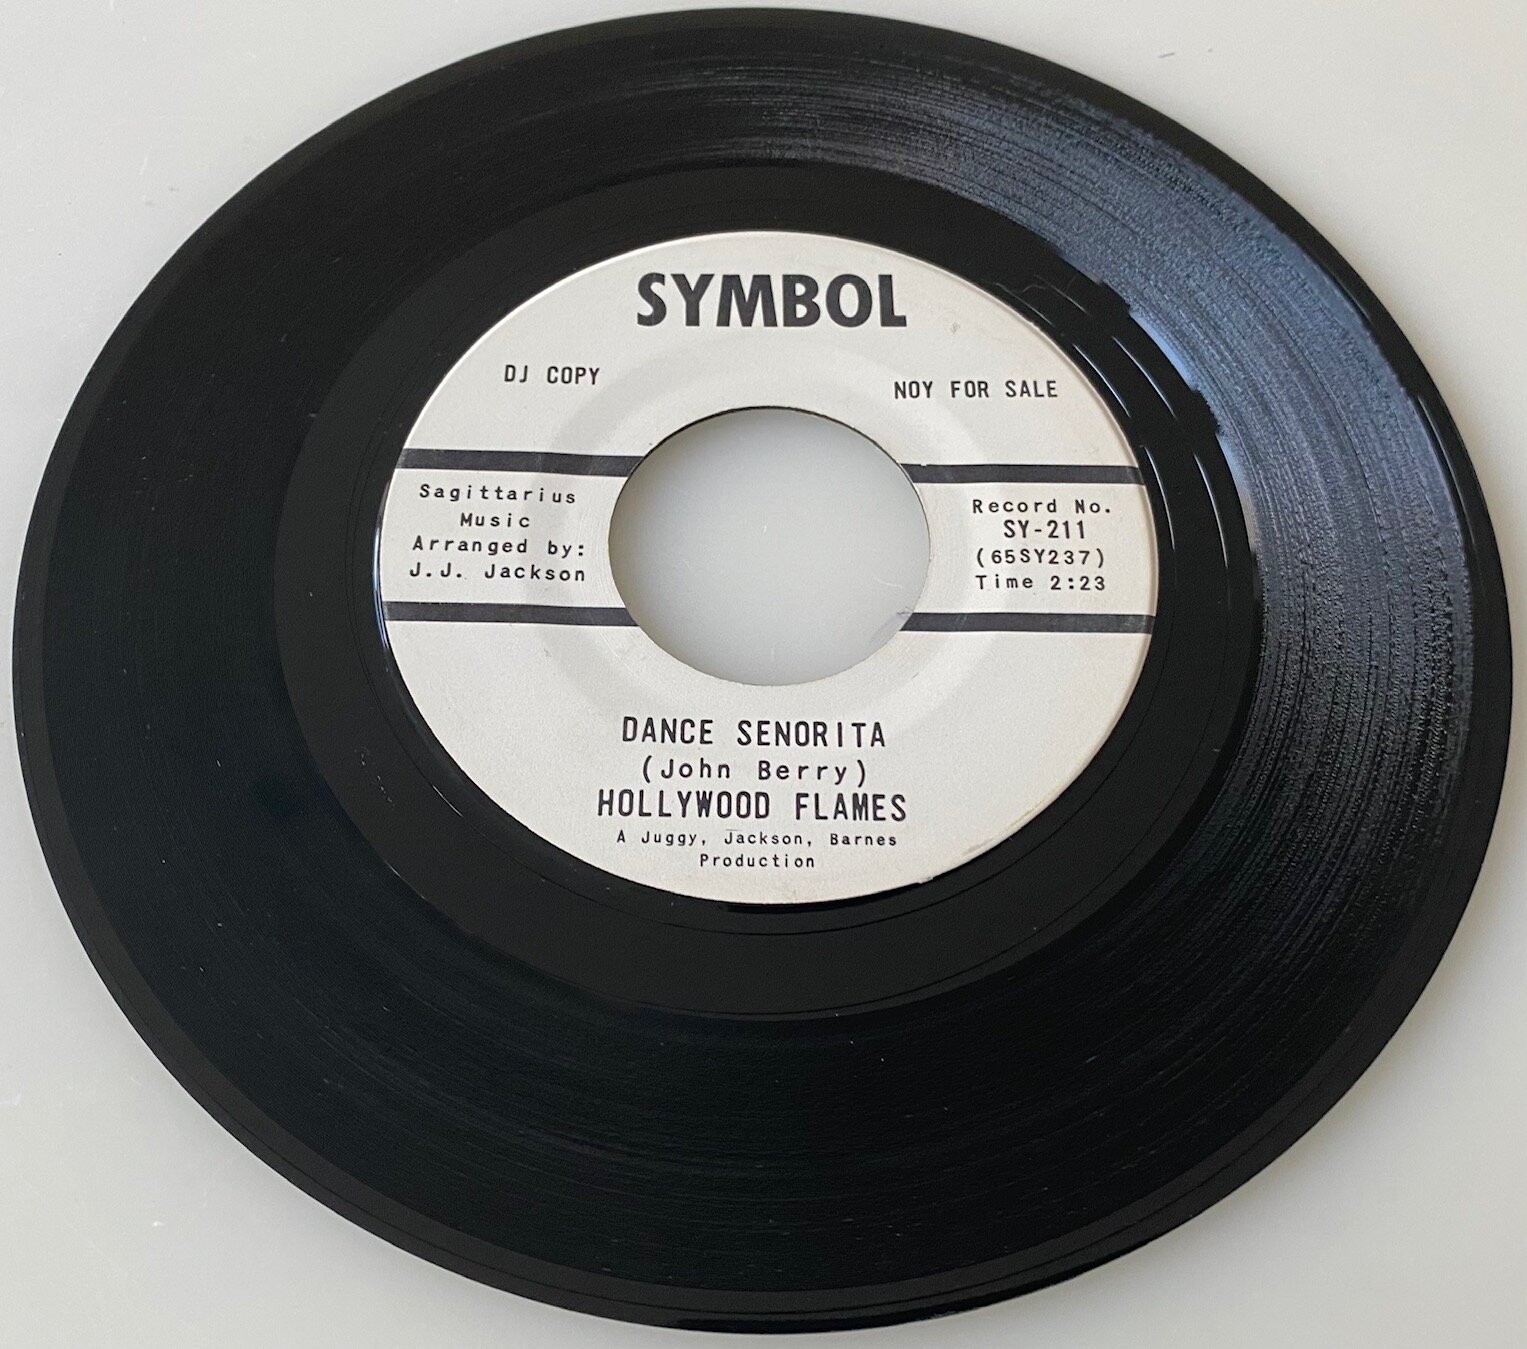 SYMBOL
DJ COPY
NOY FOR SALE
Sagittarius
Music
Arranged by:
J.J. Jackson
Record No.
SY-211
(65SY237)
Time 2:23
DANCE SENORITA
(John Berry)
HOLLYWOOD FLAMES
A Juggy, Jackson, Barnes
Production